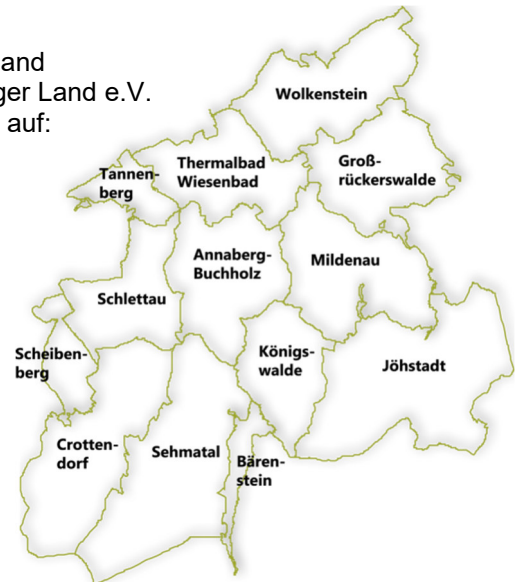 and
ger Land e.V.
auf:
Wolkenstein
Thermalbad
Wiesenbad
Groß-
rückerswalde
Tannen-
berg
Annaberg-
Buchholz
Mildenau
Schlettau
Scheiben-
berg
Königs-
walde
Jöhstadt
Crotten-
dorf
Sehmatal
Bären-
stein